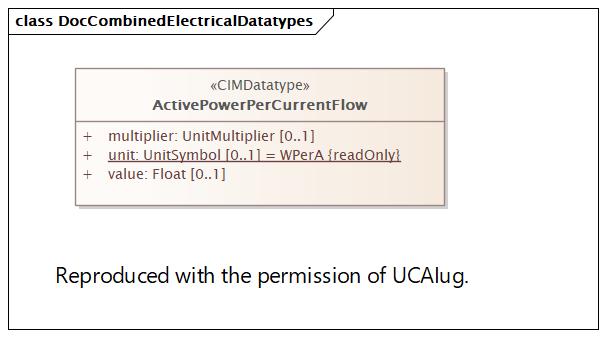 class DocCombinedElectricalDatatypes
«CIMDatatype»
ActivePowerPerCurrentFlow
+ multiplier: UnitMultiplier [0..1]
+ unit: UnitSymbol [0..1] = WPerA {readOnly}
+ value: Float [0..1]
Reproduced with the permission of UCAIug.